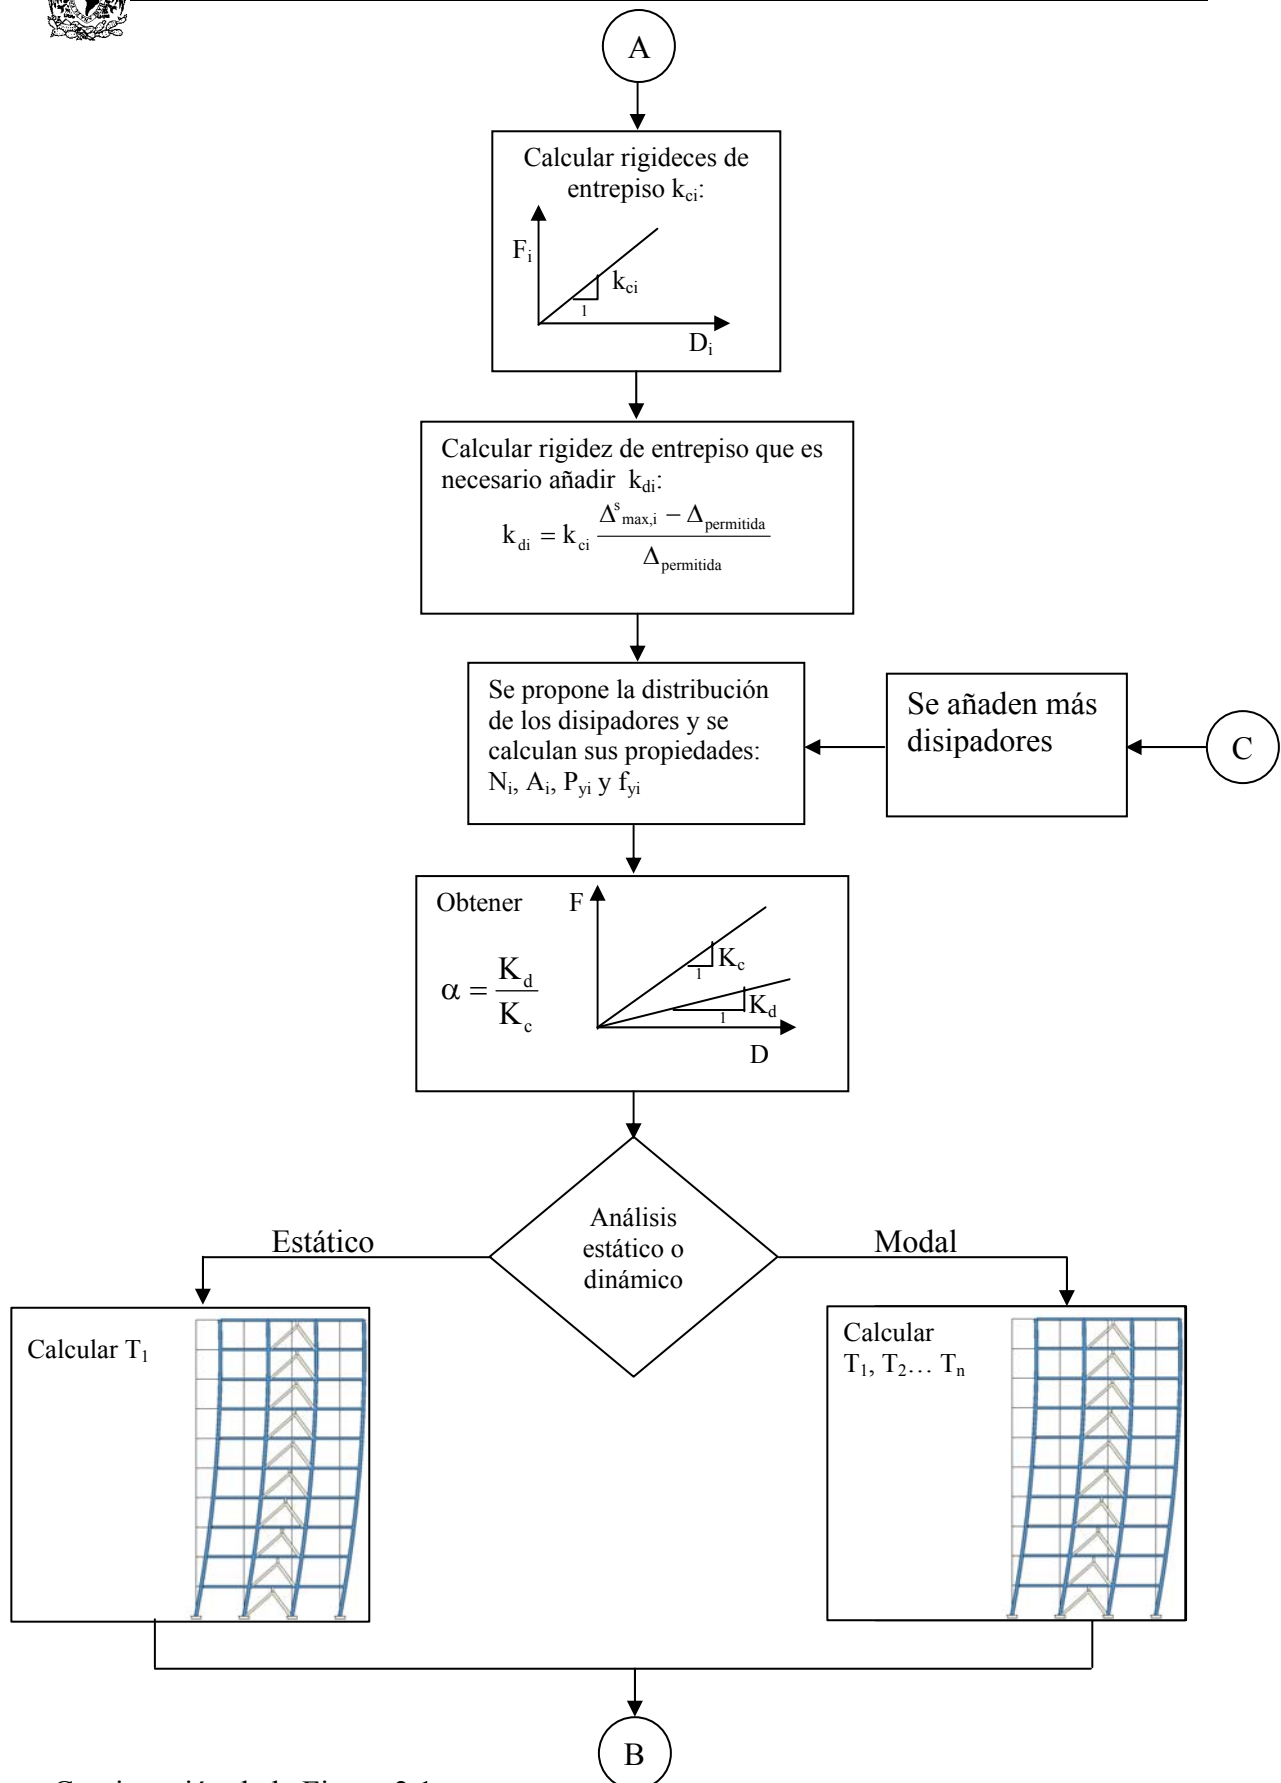 A
Calcular rigideces de
entrepiso k_ci:
F_i
k_ci
1
D_i
Calcular rigidez de entrepiso que es
necesario añadir k_di:
k_di = k_ci (Δ^s_max,i − Δ_permitida) / Δ_permitida
Se propone la distribución
de los disipadores y se
calculan sus propiedades:
N_i, A_i, P_yi y f_yi
Se añaden más
disipadores
C
Obtener
F
α = K_d / K_c
K_c
1
K_d
1
D
Análisis
estático o
dinámico
Estático
Modal
Calcular T_1
Calcular
T_1, T_2… T_n
B